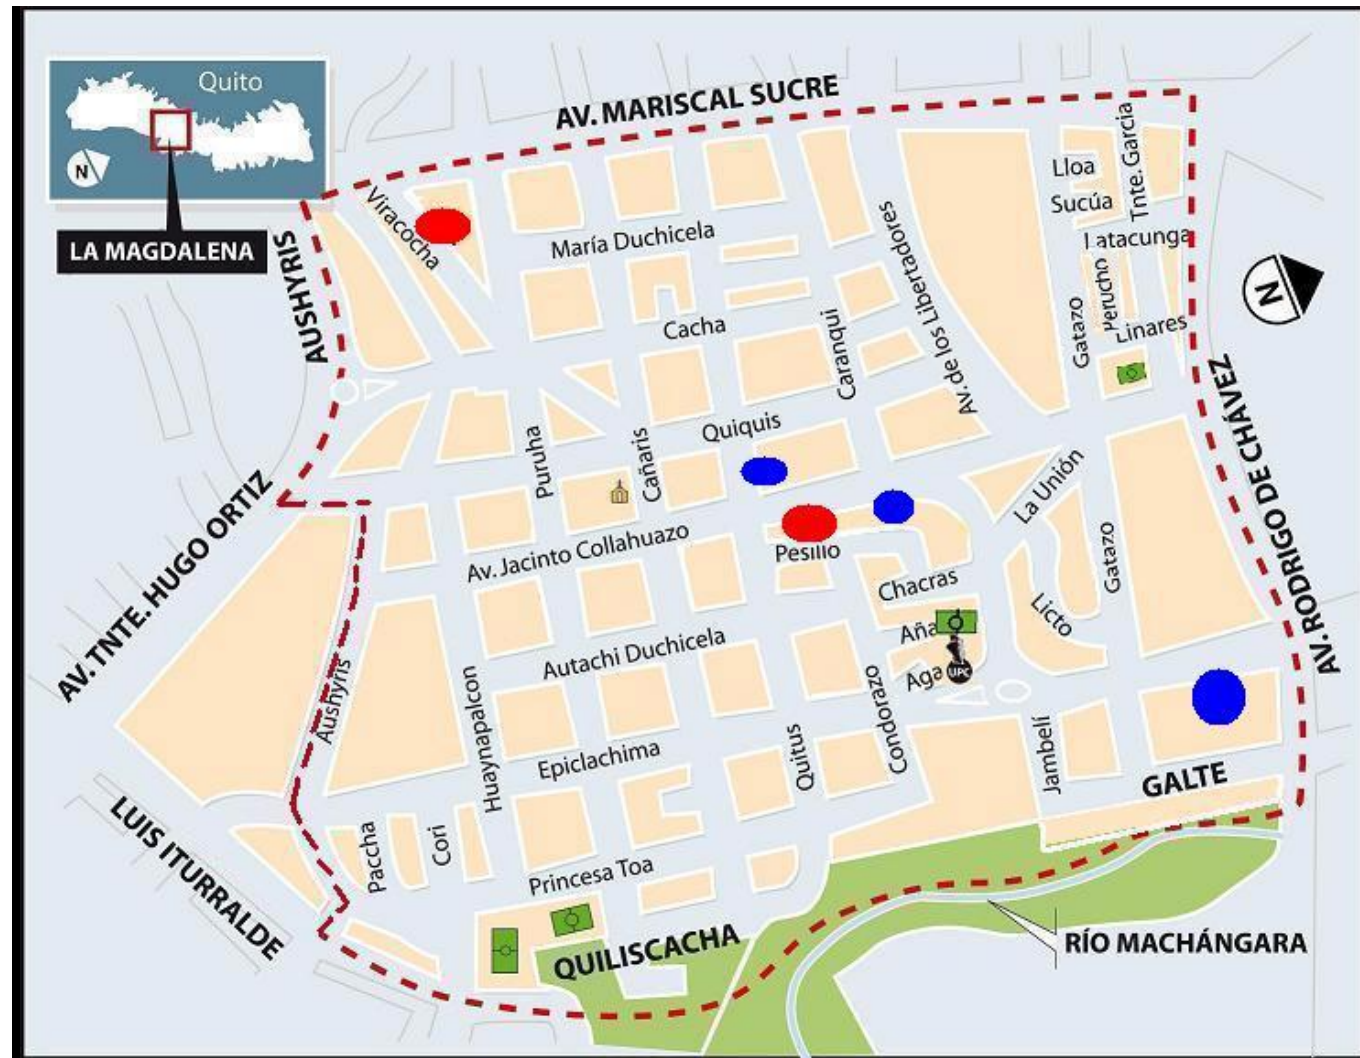 Quito
N
LA MAGDALENA
AV. MARISCAL SUCRE
Viracocha
AUSHYRIS
María Duchicela
Cacha
Caranqui
Av. de los Libertadores
Lloa
Sucúa
Tnte. Garcia
Latacunga
Perucho
Gatazo
Linares
N
AV. RODRIGO DE CHÁVEZ
Quiquis
Puruha
Cañaris
La Unión
AV. TNTE. HUGO ORTIZ
Av. Jacinto Collahuazo
Pesillo
Gatazo
Chacras
Licto
Aña
Autachi Duchicela
Aga
UPC
Aushyris
Huaynapalcon
Condorazo
Quitus
Epiclachima
Jambelí
GALTE
LUIS ITURRALDE
Paccha
Cori
Princesa Toa
QUILISCACHA
RÍO MACHÁNGARA